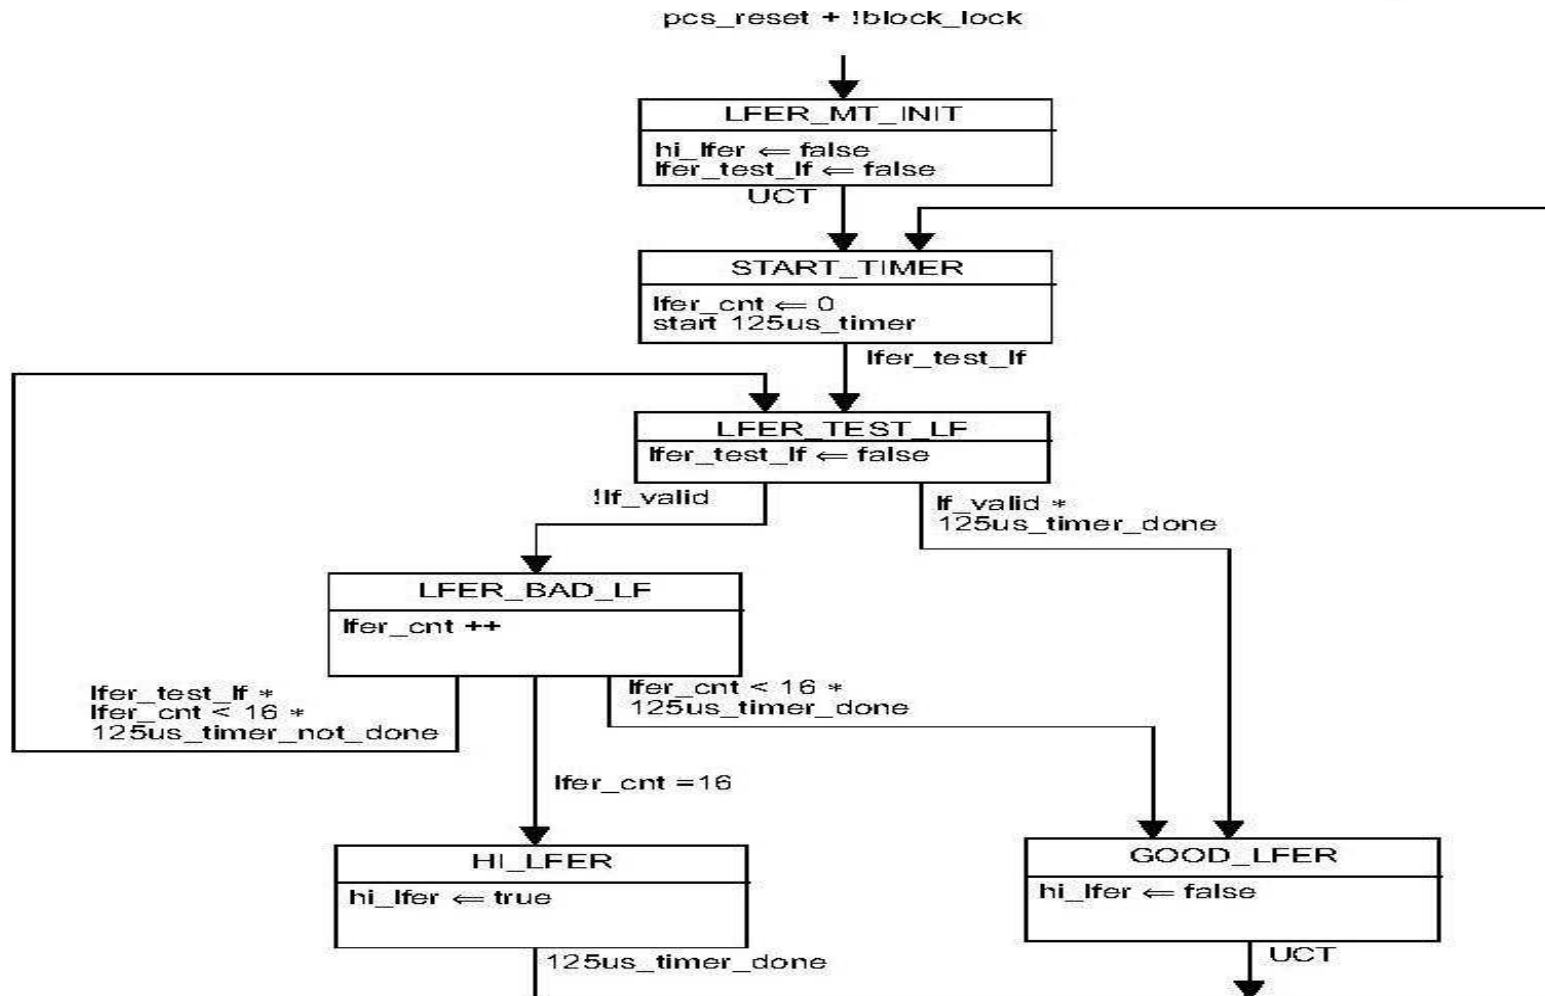 pcs_reset + !block_lock
LFER_MT_INIT
hi_lfer ⇐ false
lfer_test_lf ⇐ false
UCT
START_TIMER
lfer_cnt ⇐ 0
start 125us_timer
lfer_test_lf
LFER_TEST_LF
lfer_test_lf ⇐ false
!lf_valid
lf_valid *
125us_timer_done
LFER_BAD_LF
lfer_cnt ++
lfer_test_lf *
lfer_cnt < 16 *
125us_timer_not_done
lfer_cnt < 16 *
125us_timer_done
lfer_cnt =16
HI_LFER
hi_lfer ⇐ true
GOOD_LFER
hi_lfer ⇐ false
125us_timer_done
UCT